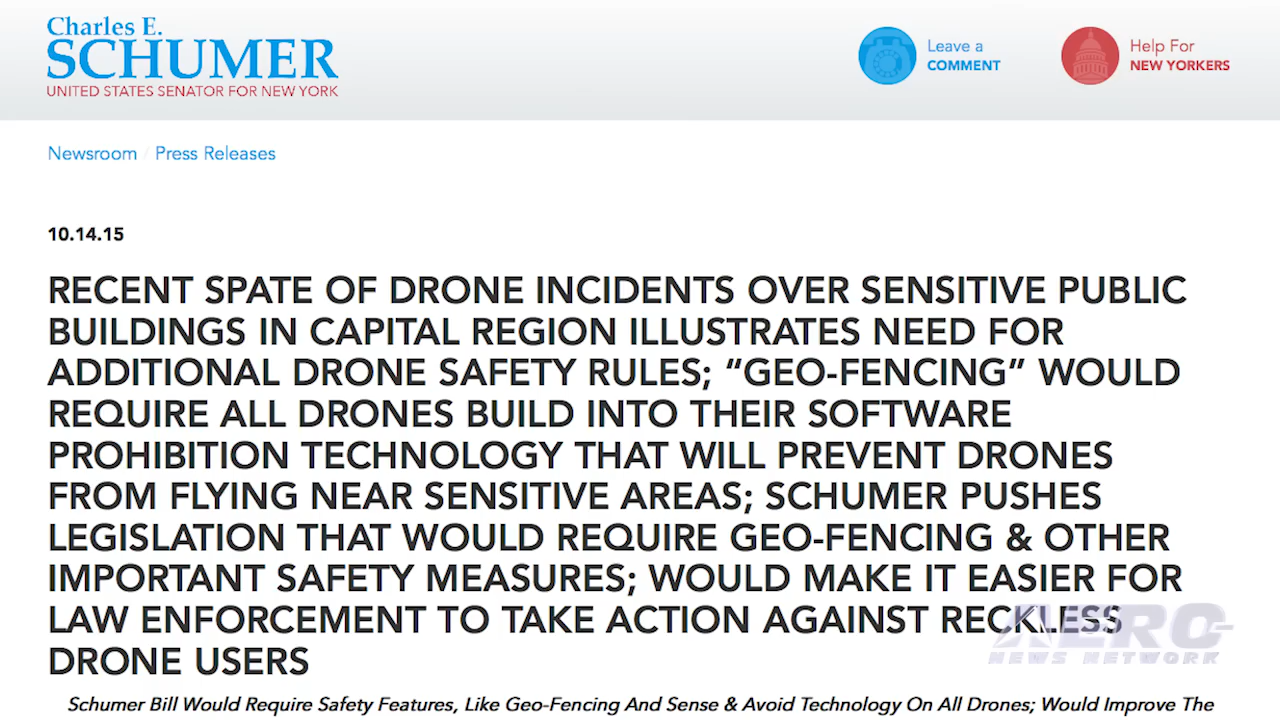 Charles E.
SCHUMER
UNITED STATES SENATOR FOR NEW YORK
Leave a
COMMENT
Help For
NEW YORKERS
Newsroom / Press Releases
10.14.15
RECENT SPATE OF DRONE INCIDENTS OVER SENSITIVE PUBLIC
BUILDINGS IN CAPITAL REGION ILLUSTRATES NEED FOR
ADDITIONAL DRONE SAFETY RULES; “GEO-FENCING” WOULD
REQUIRE ALL DRONES BUILD INTO THEIR SOFTWARE
PROHIBITION TECHNOLOGY THAT WILL PREVENT DRONES
FROM FLYING NEAR SENSITIVE AREAS; SCHUMER PUSHES
LEGISLATION THAT WOULD REQUIRE GEO-FENCING & OTHER
IMPORTANT SAFETY MEASURES; WOULD MAKE IT EASIER FOR
LAW ENFORCEMENT TO TAKE ACTION AGAINST RECKLESS
DRONE USERS
AERO
NEWS NETWORK
Schumer Bill Would Require Safety Features, Like Geo-Fencing And Sense & Avoid Technology On All Drones; Would Improve The